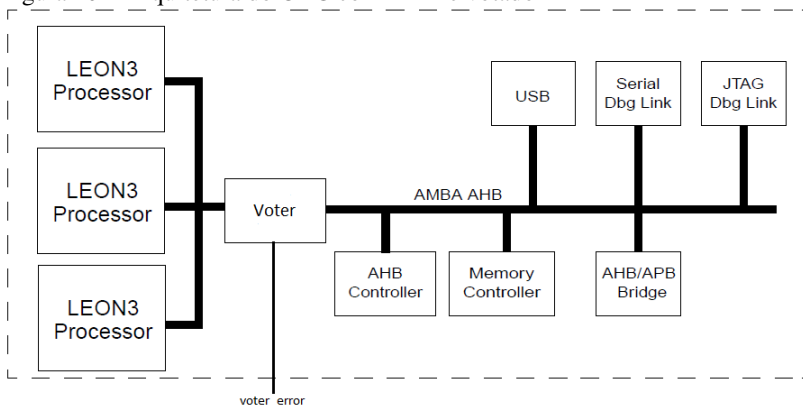 LEON3
Processor
LEON3
Processor
LEON3
Processor
Voter
AMBA AHB
USB
Serial
Dbg Link
JTAG
Dbg Link
AHB
Controller
Memory
Controller
AHB/APB
Bridge
voter error